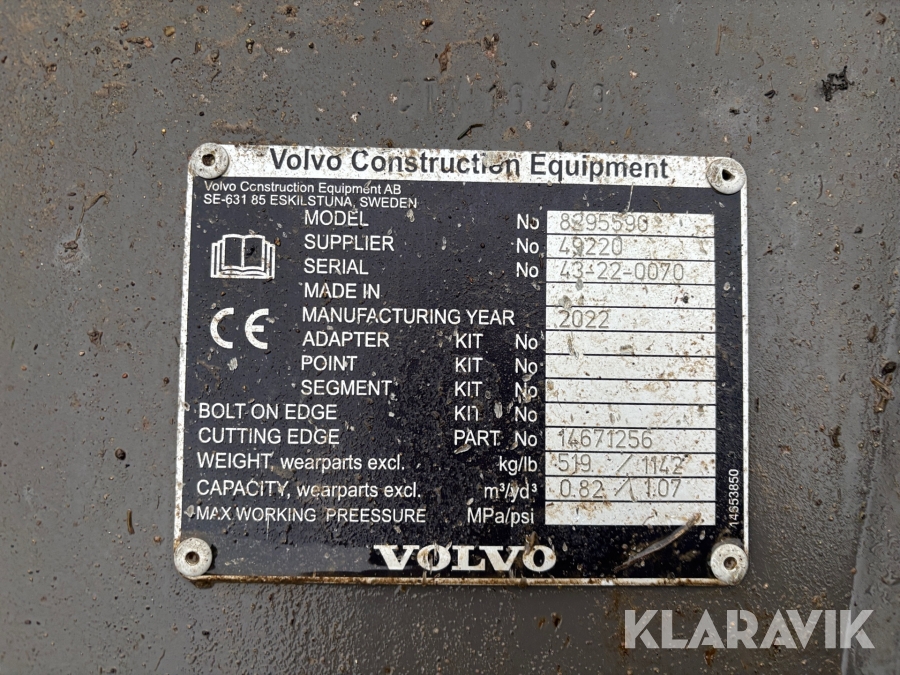 Volvo Construction Equipment
Volvo Construction Equipment AB
SE-631 85 ESKILSTUNA, SWEDEN
MODEL No 8295590
SUPPLIER No 49220
SERIAL No 43-22-0070
MADE IN
MANUFACTURING YEAR 2022
ADAPTER KIT No
POINT KIT No
SEGMENT KIT No
BOLT ON EDGE KIT No
CUTTING EDGE PART No 14671256
WEIGHT, wearparts excl. kg/lb 519 / 1142
CAPACITY, wearparts excl. m³/yd³ 0.82 / 1.07
MAX WORKING PREESSURE MPa/psi
CE
14553850
VOLVO
KLARAVIK